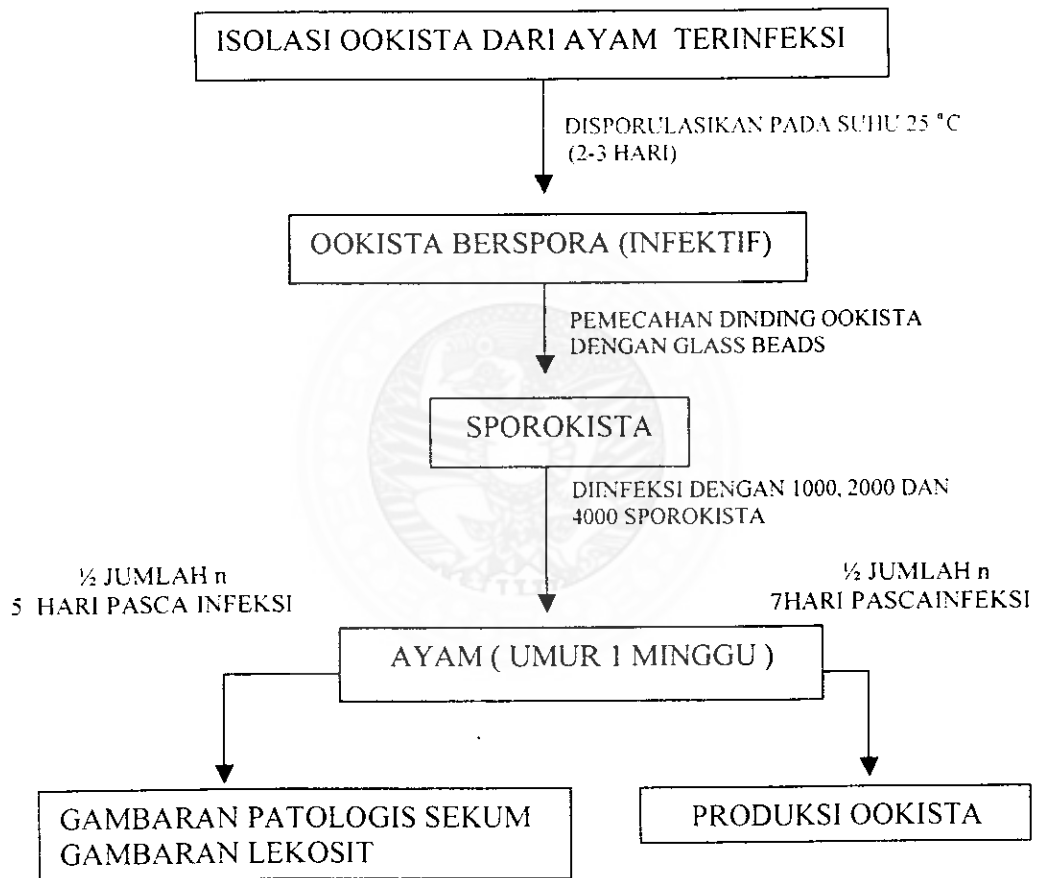 ISOLASI OOKISTA DARI AYAM TERINFEKSI
DISPORULASIKAN PADA SUHU 25 °C
(2-3 HARI)
OOKISTA BERSPORA (INFEKTIF)
PEMECAHAN DINDING OOKISTA
DENGAN GLASS BEADS
SPOROKISTA
DIINFEKSI DENGAN 1000, 2000 DAN
4000 SPOROKISTA
½ JUMLAH n
5 HARI PASCA INFEKSI
½ JUMLAH n
7HARI PASCAINFEKSI
AYAM ( UMUR 1 MINGGU )
GAMBARAN PATOLOGIS SEKUM
GAMBARAN LEKOSIT
PRODUKSI OOKISTA